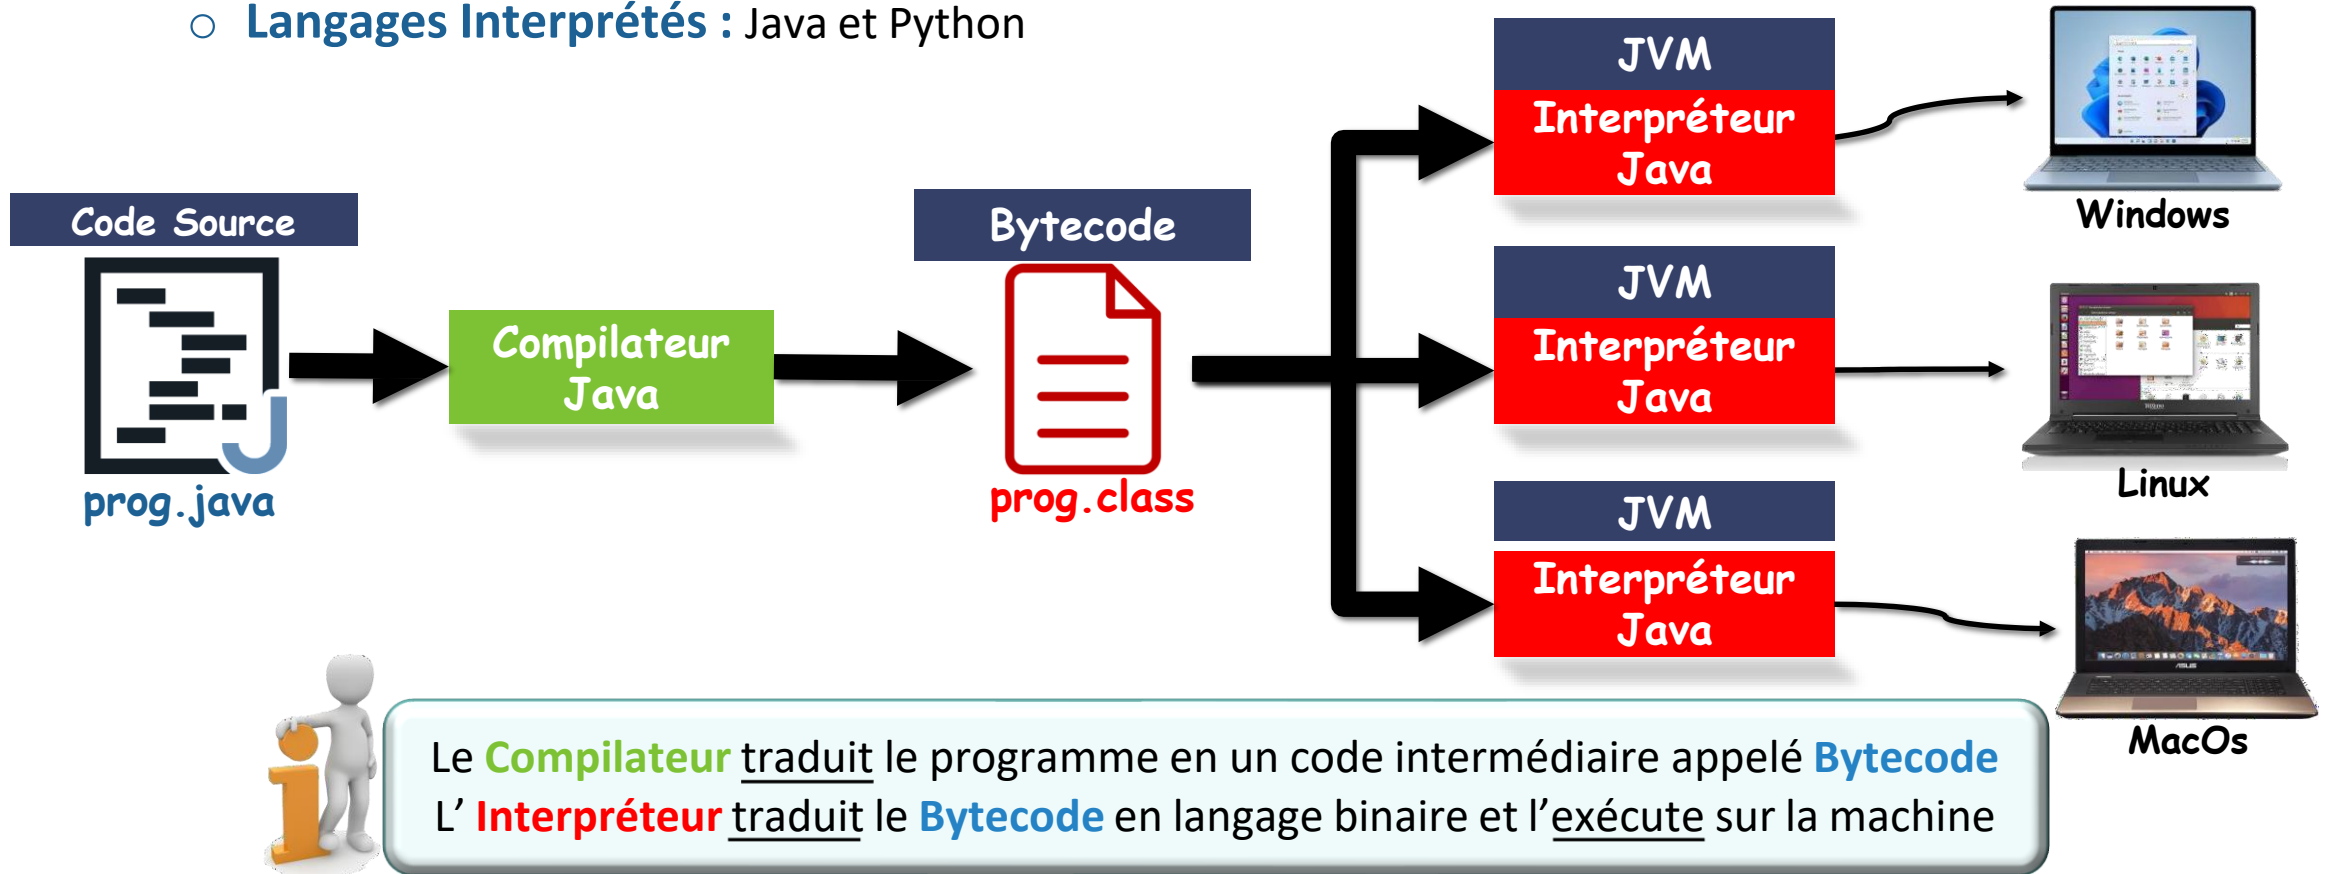 Langages Interprétés : Java et Python
Code Source
prog.java
Compilateur
Java
Bytecode
prog.class
JVM
Interpréteur
Java
Windows
JVM
Interpréteur
Java
Linux
JVM
Interpréteur
Java
ASUS
MacOs
Le Compilateur traduit le programme en un code intermédiaire appelé Bytecode
L’ Interpréteur traduit le Bytecode en langage binaire et l’exécute sur la machine